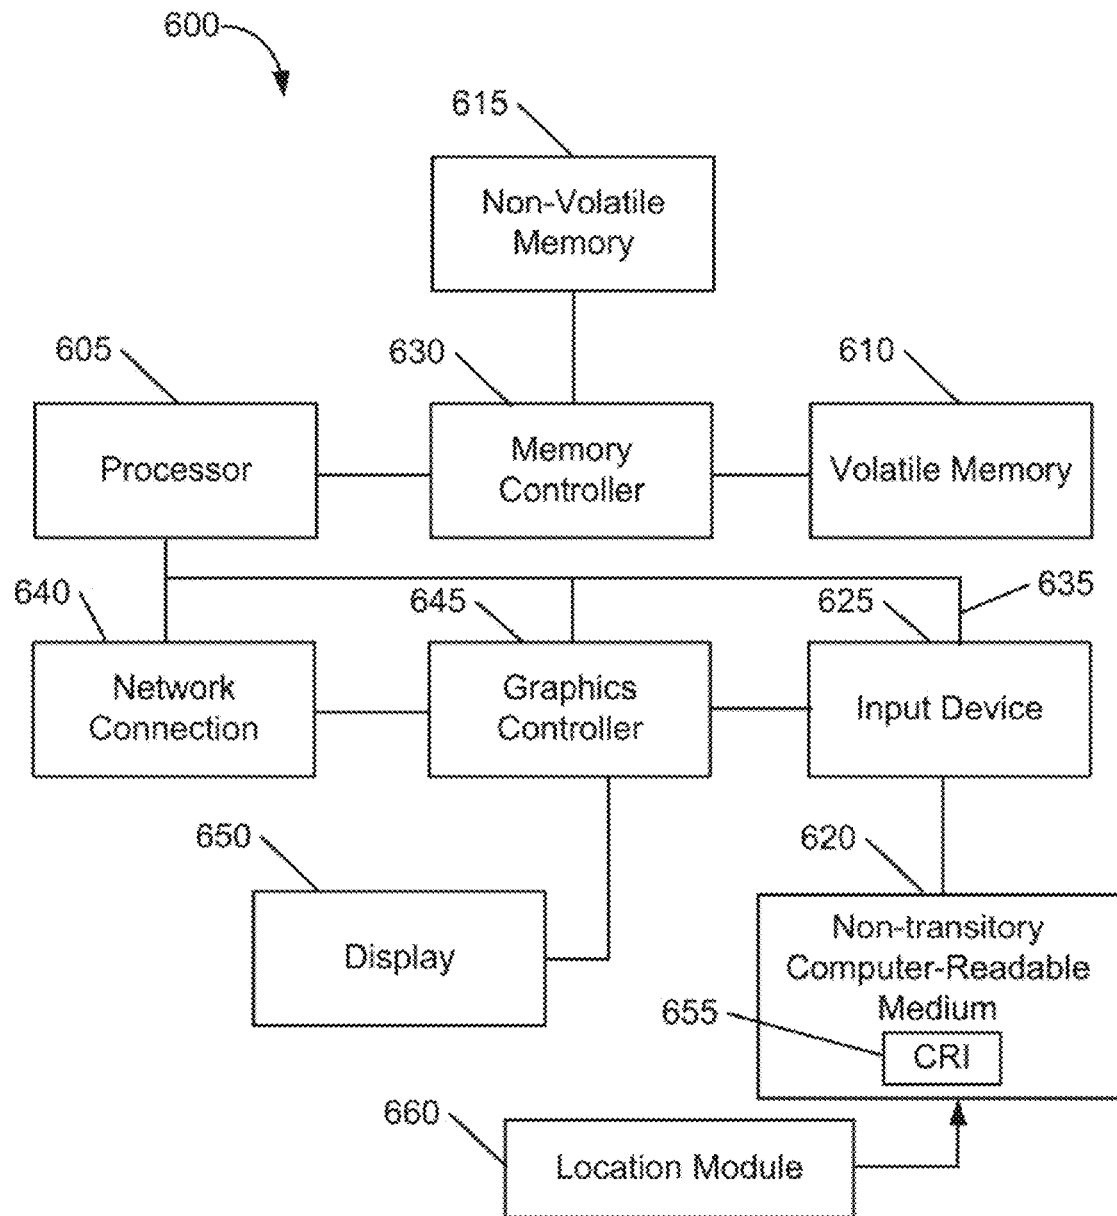 600
615
Non-Volatile
Memory
605
630
610
Processor
Memory
Controller
Volatile Memory
640
645
625
635
Network
Connection
Graphics
Controller
Input Device
650
620
Display
Non-transitory
Computer-Readable
Medium
655
CRI
660
Location Module